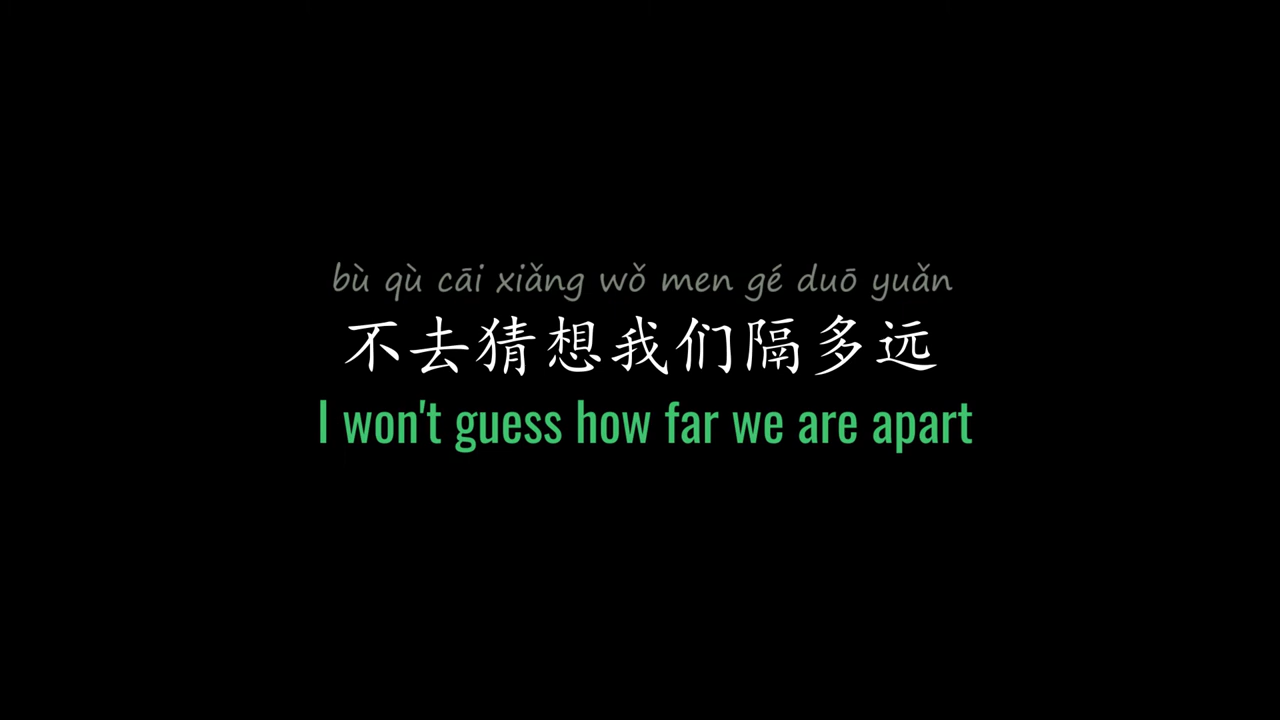 bù qù cāi xiǎng wǒ men gé duō yuǎn
不去猜想我们隔多远
I won't guess how far we are apart